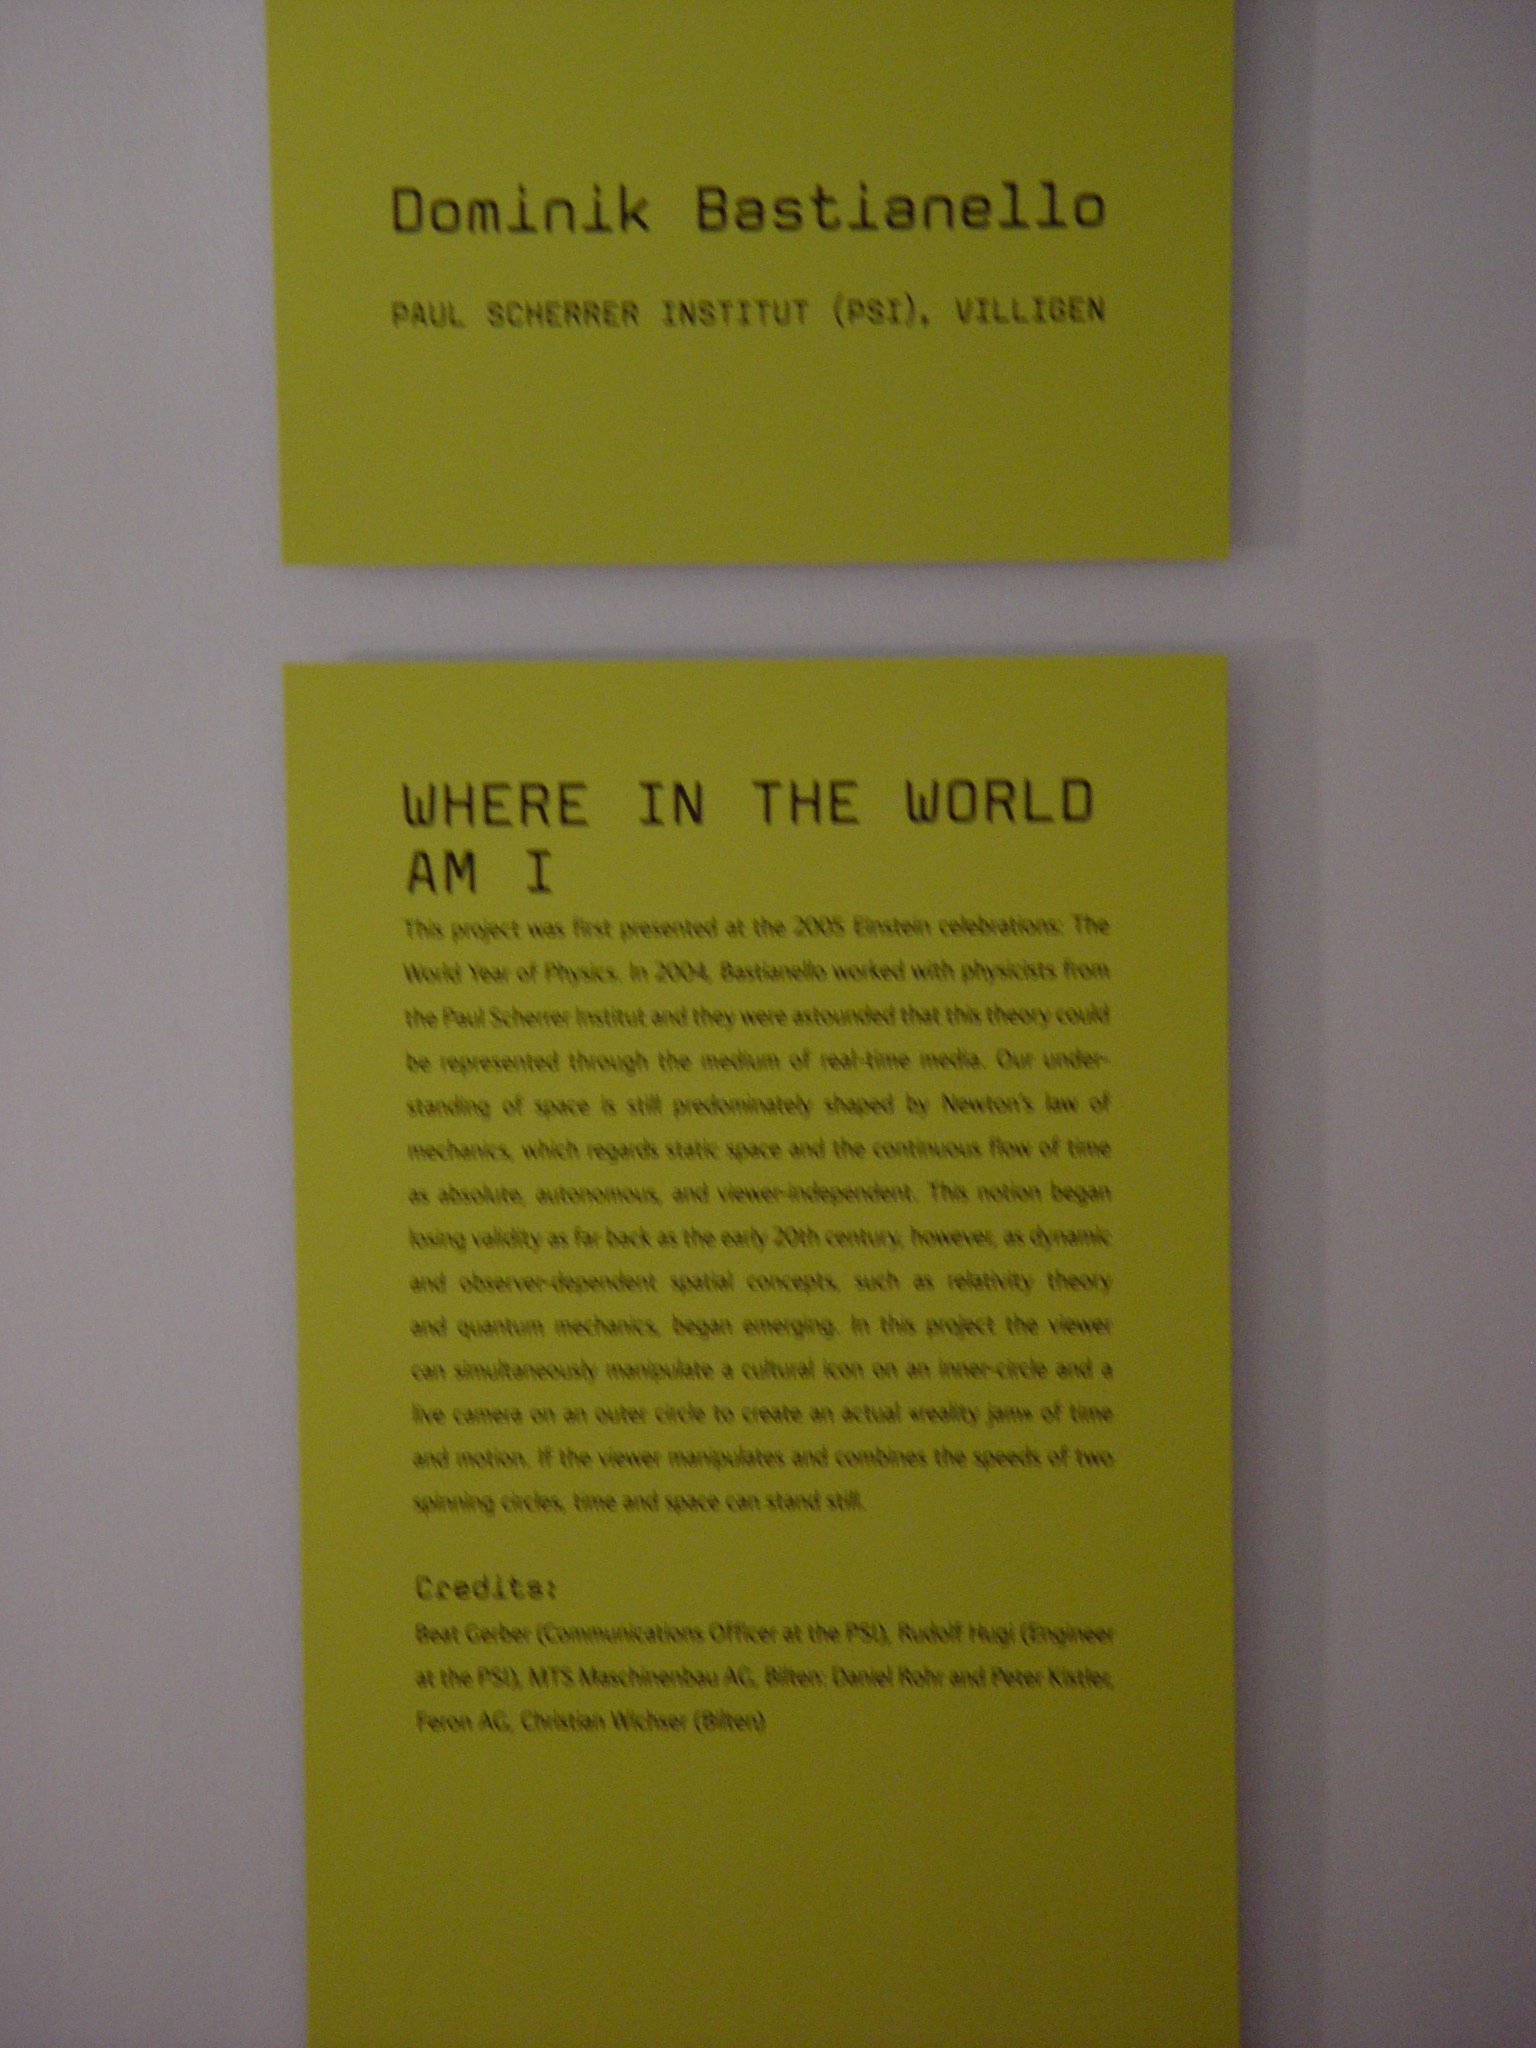 Dominik Bastianello
PAUL SCHERRER INSTITUT (PSI), VILLIGEN
WHERE IN THE WORLD
AM I
This project was first presented at the 2005 Einstein celebrations: The
World Year of Physics. In 2004, Bastianello worked with physicists from
the Paul Scherrer Institut and they were astounded that this theory could
be represented through the medium of real-time media. Our under-
standing of space is still predominately shaped by Newton's law of
mechanics, which regards static space and the continuous flow of time
as absolute, autonomous, and viewer-independent. This notion began
losing validity as far back as the early 20th century, however, as dynamic
and observer-dependent spatial concepts, such as relativity theory
and quantum mechanics, began emerging. In this project the viewer
can simultaneously manipulate a cultural icon on an inner-circle and a
live camera on an outer circle to create an actual «reality jam» of time
and motion. If the viewer manipulates and combines the speeds of two
spinning circles, time and space can stand still.
Credits:
Beat Gerber (Communications Officer at the PSI), Rudolf Hugi (Engineer
at the PSI), MTS Maschinenbau AG, Bilten: Daniel Rohr and Peter Kistler,
Feron AG, Christian Wichser (Bilten)